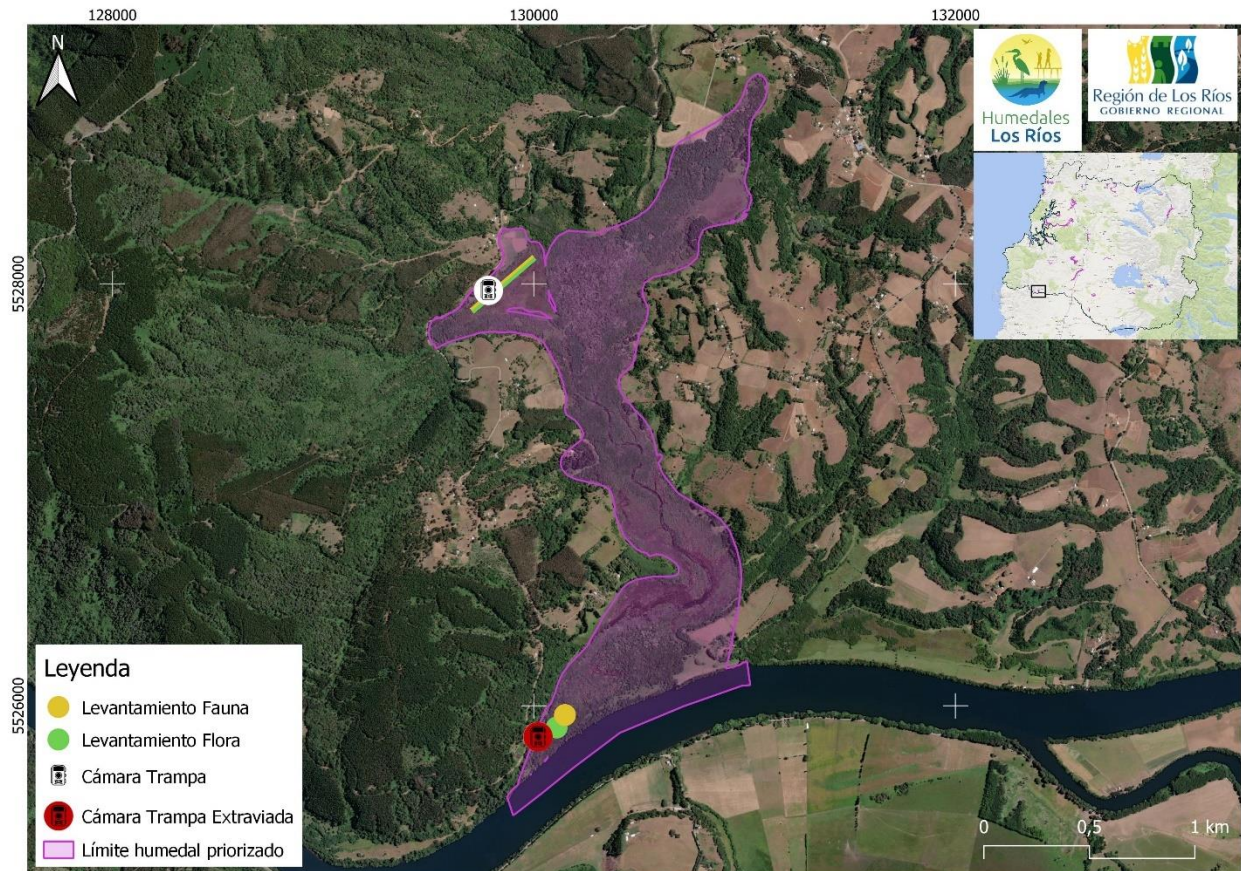 128000
130000
132000
N
Humedales
Los Ríos
Región de Los Ríos
GOBIERNO REGIONAL
5528000
5526000
Leyenda
Levantamiento Fauna
Levantamiento Flora
Cámara Trampa
Cámara Trampa Extraviada
Límite humedal priorizado
0
0,5
1 km